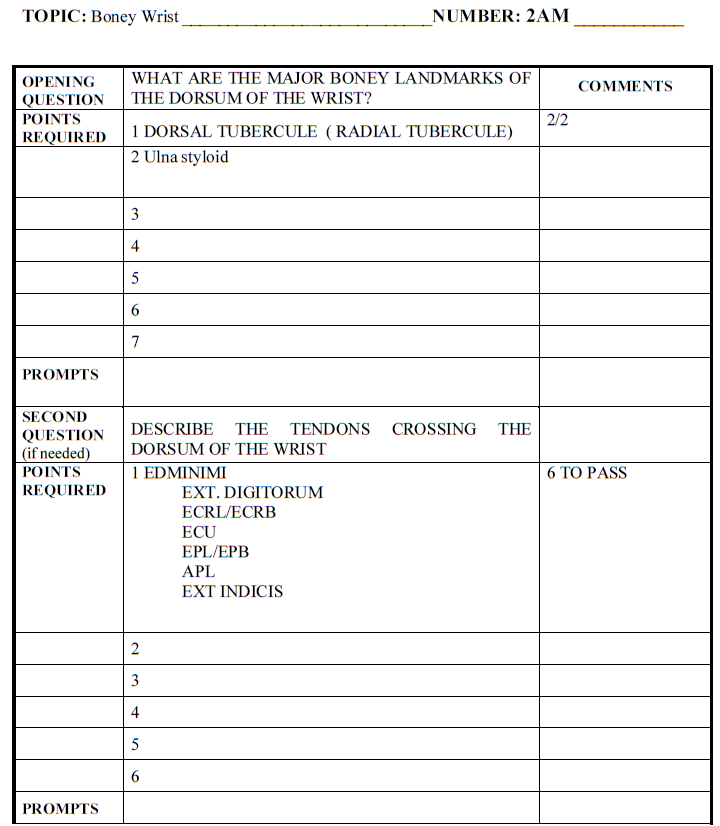 TOPIC: Boney Wrist ____________________________NUMBER: 2AM ____________
OPENING QUESTION
WHAT ARE THE MAJOR BONEY LANDMARKS OF
THE DORSUM OF THE WRIST?
COMMENTS
POINTS REQUIRED
1 DORSAL TUBERCULE ( RADIAL TUBERCULE)
2/2
2 Ulna styloid
3
4
5
6
7
PROMPTS
SECOND
QUESTION
(if needed)
DESCRIBE THE TENDONS CROSSING THE
DORSUM OF THE WRIST
POINTS
REQUIRED
1 EDMINIMI
EXT. DIGITORUM
ECRL/ECRB
ECU
EPL/EPB
APL
EXT INDICIS
6 TO PASS
2
3
4
5
6
PROMPTS